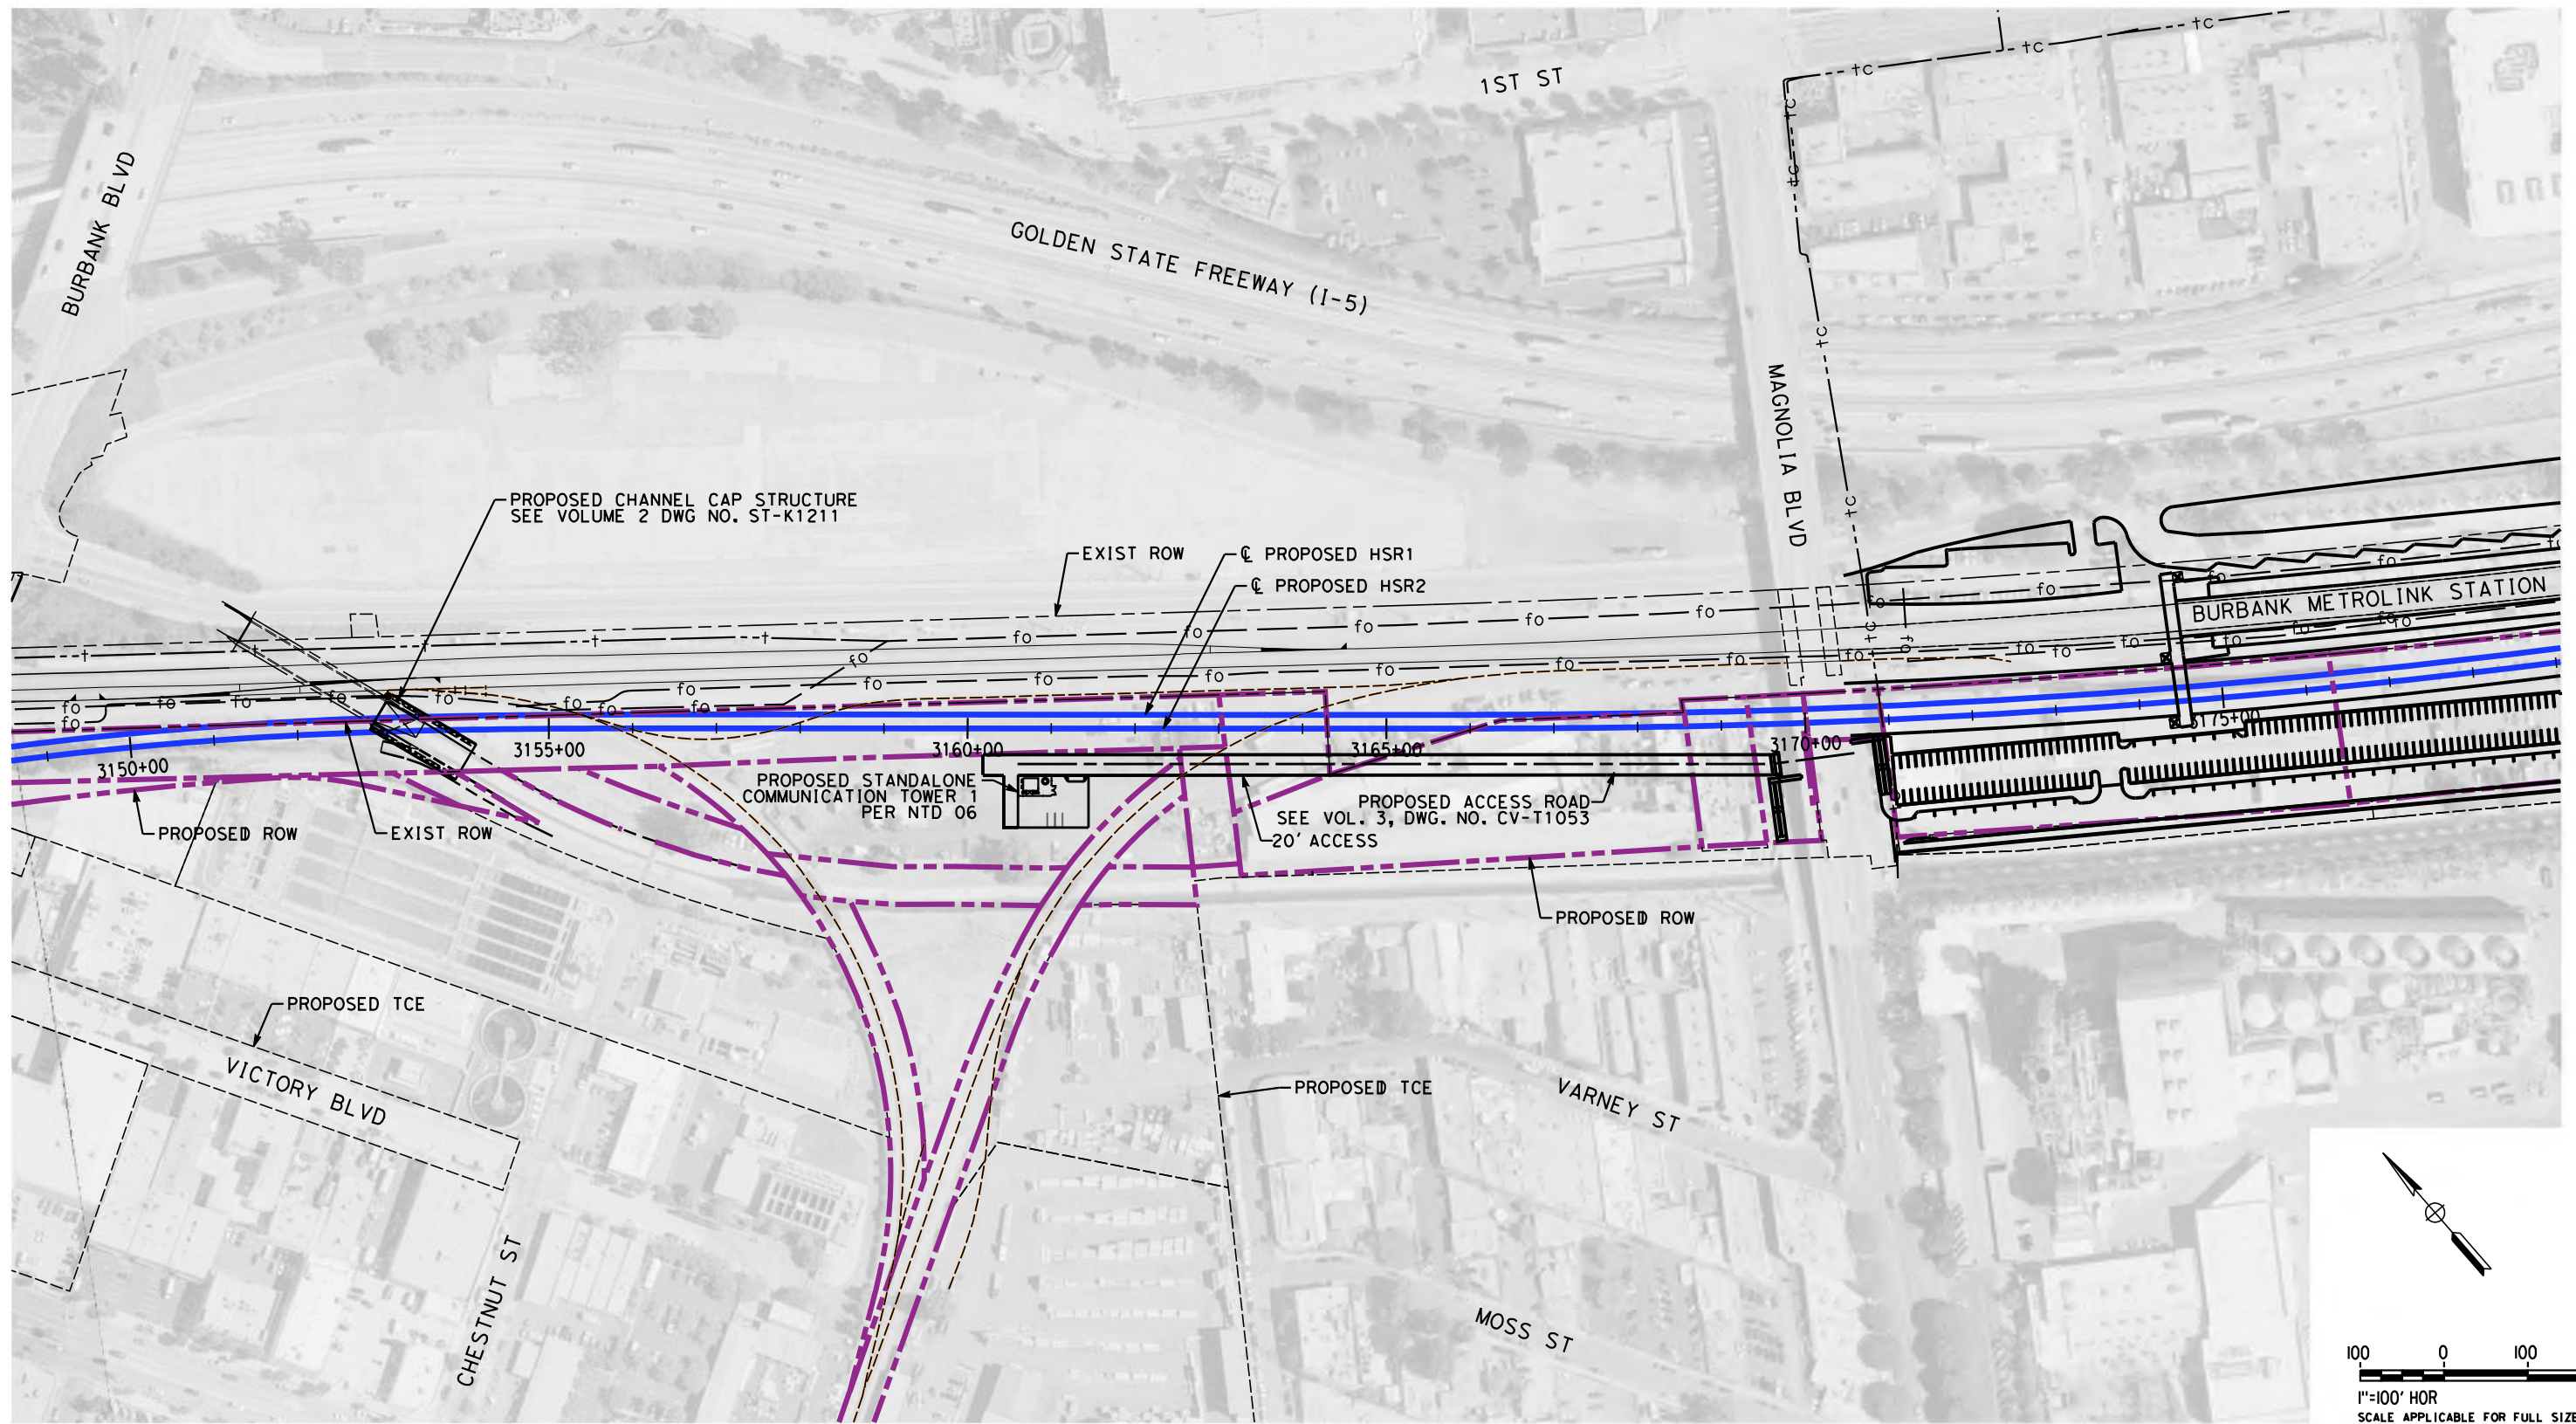 1ST ST
BURBANK BLVD
GOLDEN STATE FREEWAY (I-5)
MAGNOLIA BLVD
PROPOSED CHANNEL CAP STRUCTURE
SEE VOLUME 2 DWG NO. ST-K1211
EXIST ROW
℄ PROPOSED HSR1
℄ PROPOSED HSR2
BURBANK METROLINK STATION
3150+00
3155+00
3160+00
3165+00
3170+00
3175+00
PROPOSED STANDALONE
COMMUNICATION TOWER 1
PER NTD 06
PROPOSED ACCESS ROAD
SEE VOL. 3, DWG. NO. CV-T1053
20' ACCESS
PROPOSED ROW
EXIST ROW
PROPOSED ROW
PROPOSED TCE
VICTORY BLVD
PROPOSED TCE
VARNEY ST
CHESTNUT ST
MOSS ST
100 0 100
1"=100' HOR
SCALE APPLICABLE FOR FULL SIZE